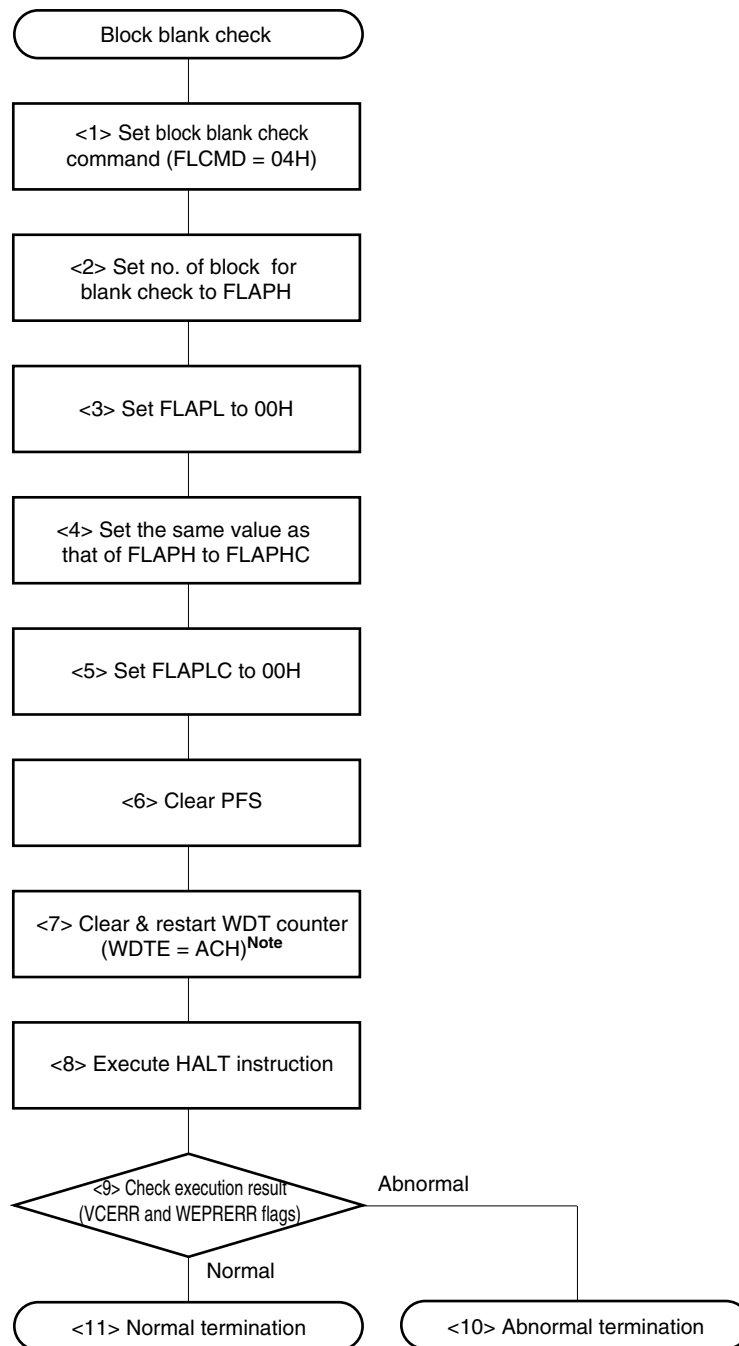 Block blank check
<1> Set block blank check
command (FLCMD = 04H)
<2> Set no. of block for
blank check to FLAPH
<3> Set FLAPL to 00H
<4> Set the same value as
that of FLAPH to FLAPHC
<5> Set FLAPLC to 00H
<6> Clear PFS
<7> Clear & restart WDT counter
(WDTE = ACH)Note
<8> Execute HALT instruction
<9> Check execution result
(VCERR and WEPRERR flags)
Abnormal
Normal
<11> Normal termination
<10> Abnormal termination